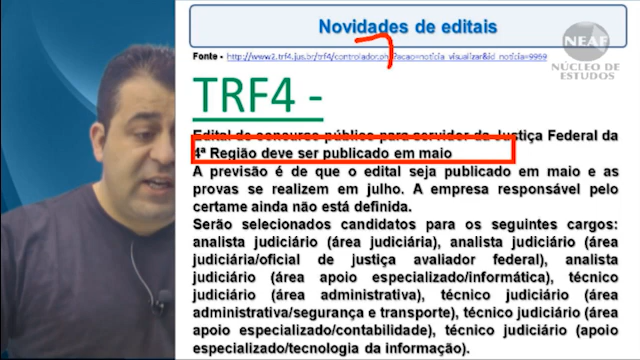 Novidades de editais
NEAF
NÚCLEO DE
ESTUDOS
Fonte - http://www2.trf4.jus.br/trf4/controlador.php?acao=noticia_visualizar&id_noticia=9969
TRF4 -
Edital de concurso público para servidor da Justiça Federal da
4ª Região deve ser publicado em maio
A previsão é de que o edital seja publicado em maio e as
provas se realizem em julho. A empresa responsável pelo
certame ainda não está definida.
Serão selecionados candidatos para os seguintes cargos:
analista judiciário (área judiciária), analista judiciário (área
judiciária/oficial de justiça avaliador federal), analista
judiciário (área apoio especializado/informática), técnico
judiciário (área administrativa), técnico judiciário (área
administrativa/segurança e transporte), técnico judiciário (área
apoio especializado/contabilidade), técnico judiciário (apoio
especializado/tecnologia da informação).